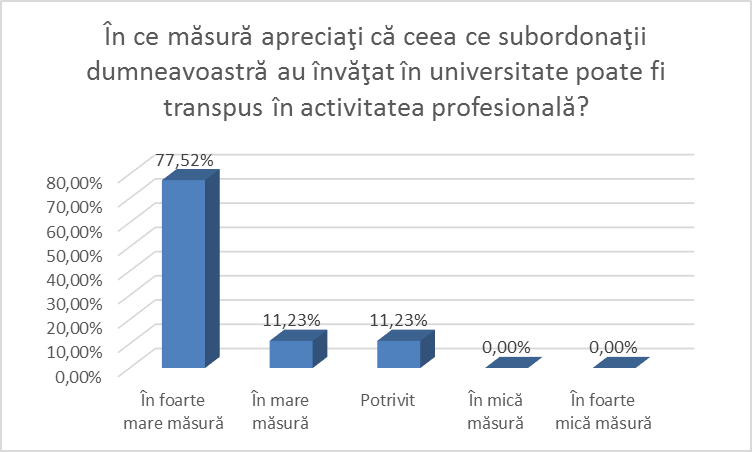 În ce măsură apreciaţi că ceea ce subordonaţii
dumneavoastră au învăţat în universitate poate fi
transpus în activitatea profesională?
77,52%
80,00%
70,00%
60,00%
50,00%
40,00%
30,00%
20,00%
10,00%
0,00%
11,23%
11,23%
0,00%
0,00%
În foarte
mare măsură
În mare
măsură
Potrivit
În mică
măsură
În foarte
mică măsură